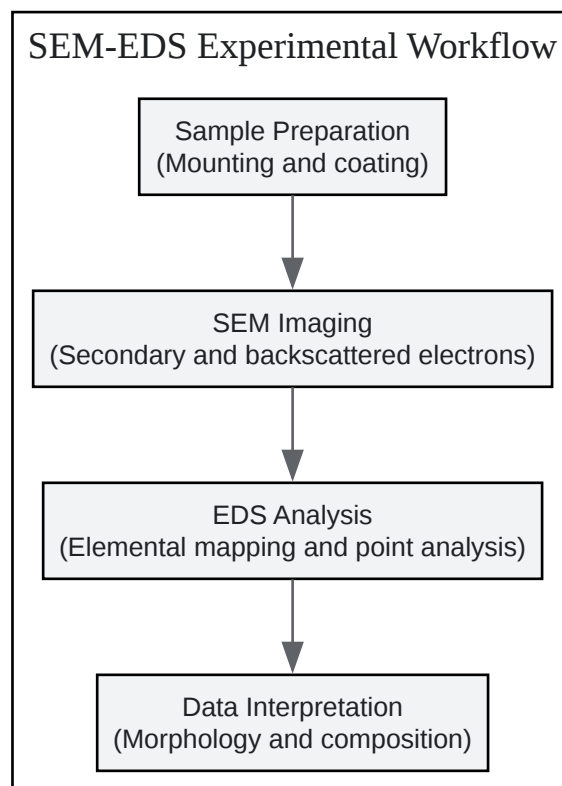 SEM-EDS Experimental Workflow
Sample Preparation
(Mounting and coating)
SEM Imaging
(Secondary and backscattered electrons)
EDS Analysis
(Elemental mapping and point analysis)
Data Interpretation
(Morphology and composition)